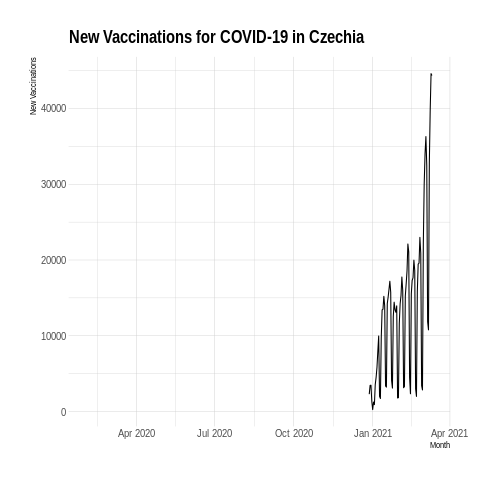 New Vaccinations for COVID-19 in Czechia
New Vaccinations
40000
30000
20000
10000
0
Apr 2020 Jul 2020 Oct 2020 Jan 2021 Apr 2021
Month